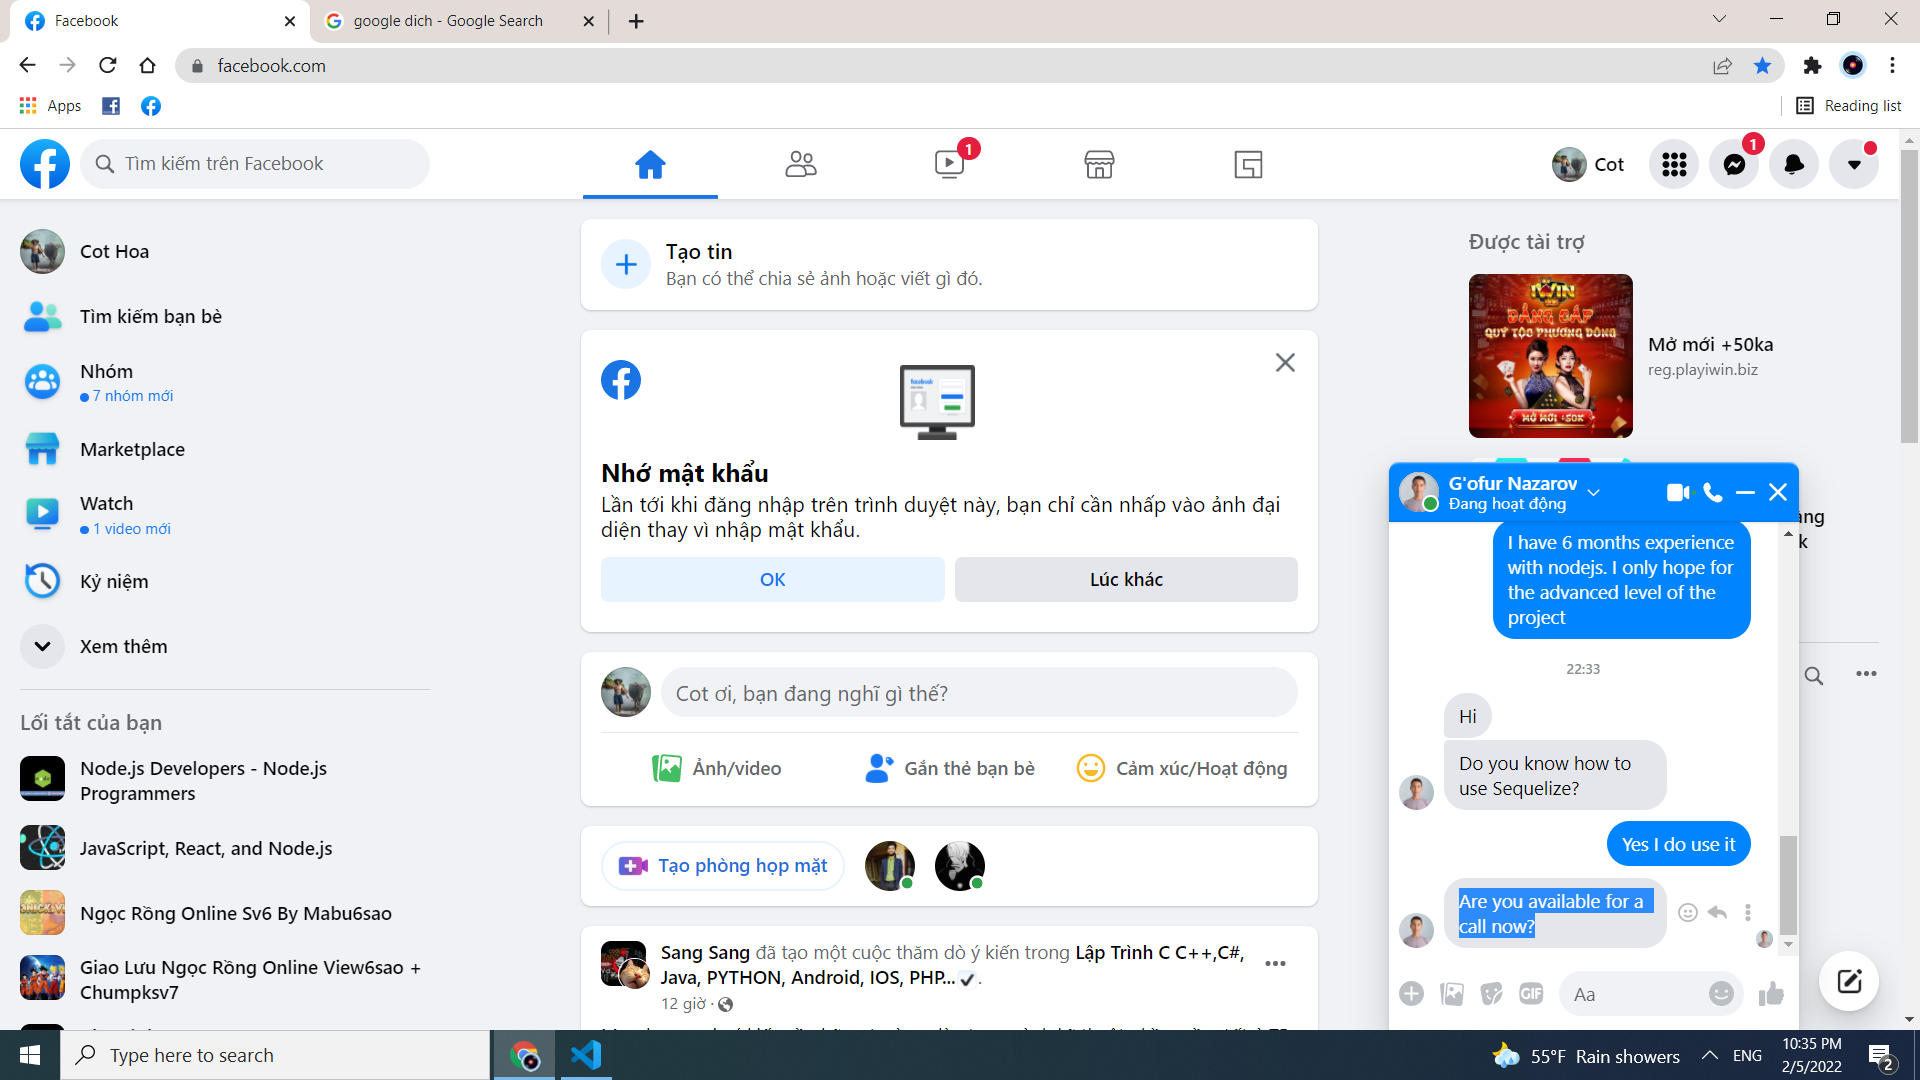 Facebook
google dich - Google Search
facebook.com
Apps
Reading list
Tìm kiếm trên Facebook
1
Cot
1
Cot Hoa
Tìm kiếm bạn bè
Nhóm
7 nhóm mới
Marketplace
Watch
1 video mới
Kỷ niệm
Xem thêm
Lối tắt của bạn
Node.js Developers - Node.js
Programmers
JavaScript, React, and Node.js
Ngọc Rồng Online Sv6 By Mabu6sao
Giao Lưu Ngọc Rồng Online View6sao +
Chumpksv7
Tạo tin
Bạn có thể chia sẻ ảnh hoặc viết gì đó.
facebook
Nhớ mật khẩu
Lần tới khi đăng nhập trên trình duyệt này, bạn chỉ cần nhấp vào ảnh đại
diện thay vì nhập mật khẩu.
OK
Lúc khác
Cot ơi, bạn đang nghĩ gì thế?
Ảnh/video
Gắn thẻ bạn bè
Cảm xúc/Hoạt động
Tạo phòng họp mặt
Sang Sang đã tạo một cuộc thăm dò ý kiến trong Lập Trình C C++,C#,
Java, PYTHON, Android, IOS, PHP... .
12 giờ ·
Được tài trợ
IWIN
ĐẲNG CẤP
QUÝ TỘC PHƯƠNG ĐÔNG
MỞ MỚI +50K
Mở mới +50ka
reg.playiwin.biz
G'ofur Nazarov
Đang hoạt động
I have 6 months experience
with nodejs. I only hope for
the advanced level of the
project
22:33
Hi
Do you know how to
use Sequelize?
Yes I do use it
Are you available for a
call now?
GIF
Aa
Type here to search
55°F Rain showers
ENG
10:35 PM
2/5/2022
2